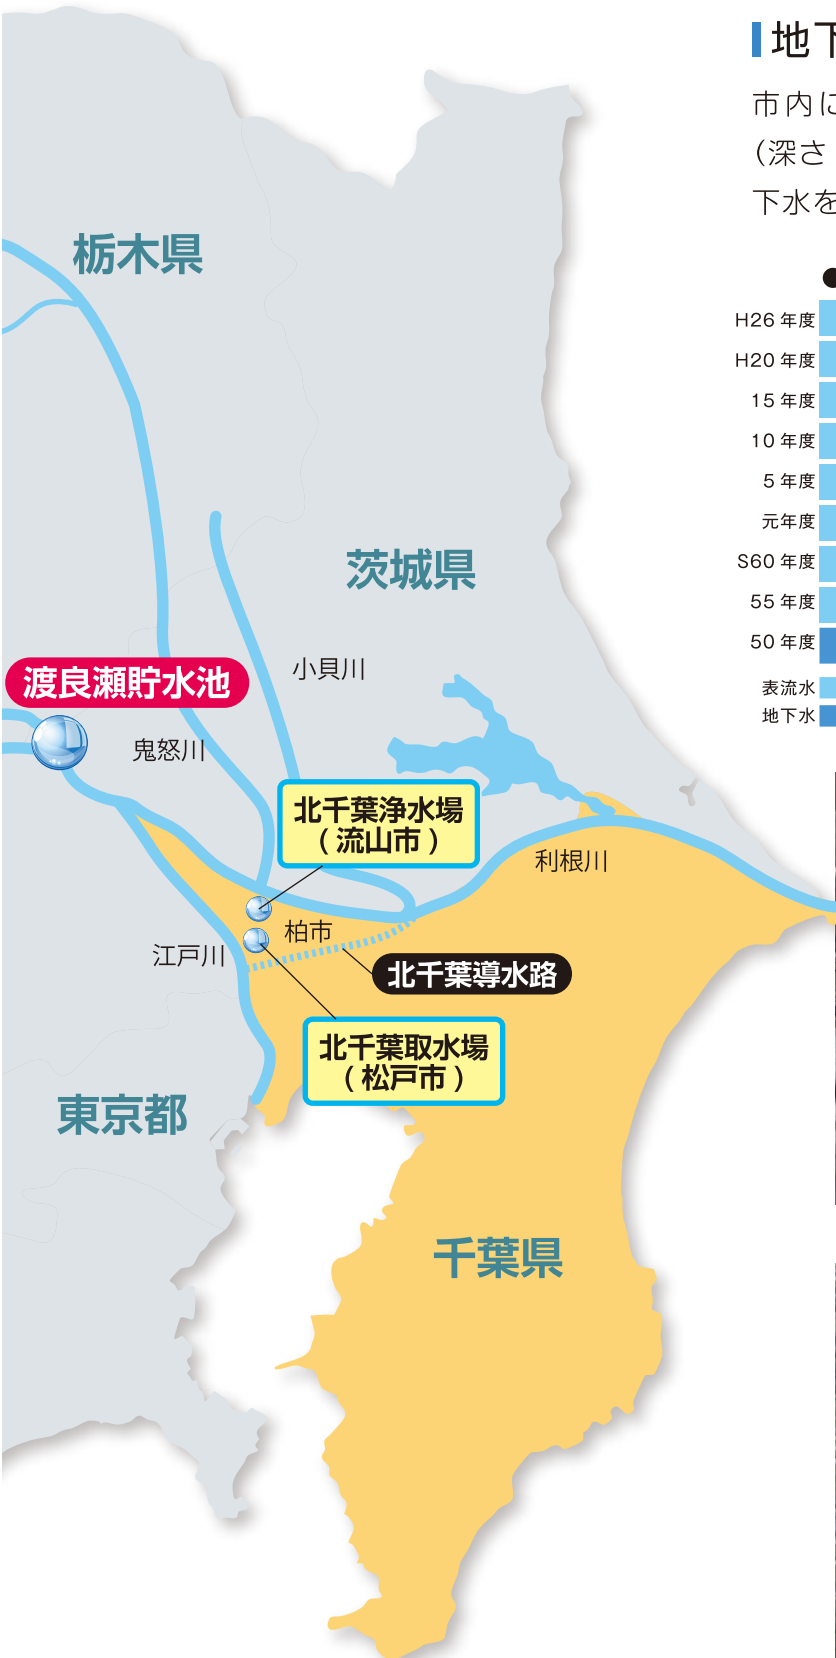 栃木県
茨城県
小貝川
渡良瀬貯水池
鬼怒川
北千葉浄水場
（流山市）
利根川
柏市
江戸川
北千葉導水路
北千葉取水場
（松戸市）
東京都
千葉県
地下
市内に
（深さ
下水を
●
H26 年度
H20 年度
15 年度
10 年度
5 年度
元年度
S60 年度
55 年度
50 年度
表流水
地下水